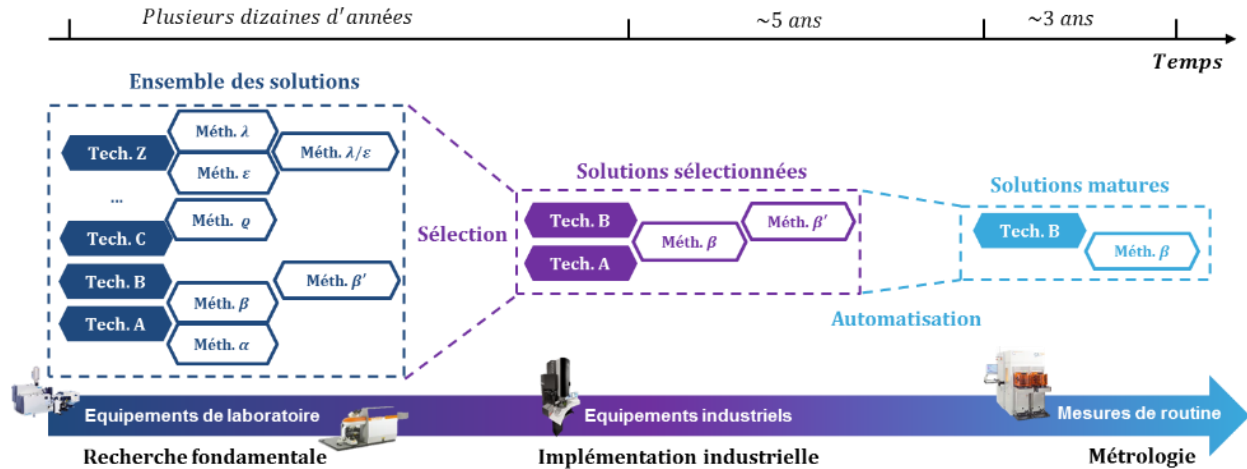 Plusieurs dizaines d'années
~5 ans
~3 ans
Temps
Ensemble des solutions
Méth. λ
Tech. Z
Méth. λ/ε
Méth. ε
...
Méth. ϱ
Tech. C
Tech. B
Méth. β'
Méth. β
Tech. A
Méth. α
Sélection
Solutions sélectionnées
Tech. B
Méth. β'
Méth. β
Tech. A
Automatisation
Solutions matures
Tech. B
Méth. β
Equipements de laboratoire
Equipements industriels
Mesures de routine
Recherche fondamentale
Implémentation industrielle
Métrologie